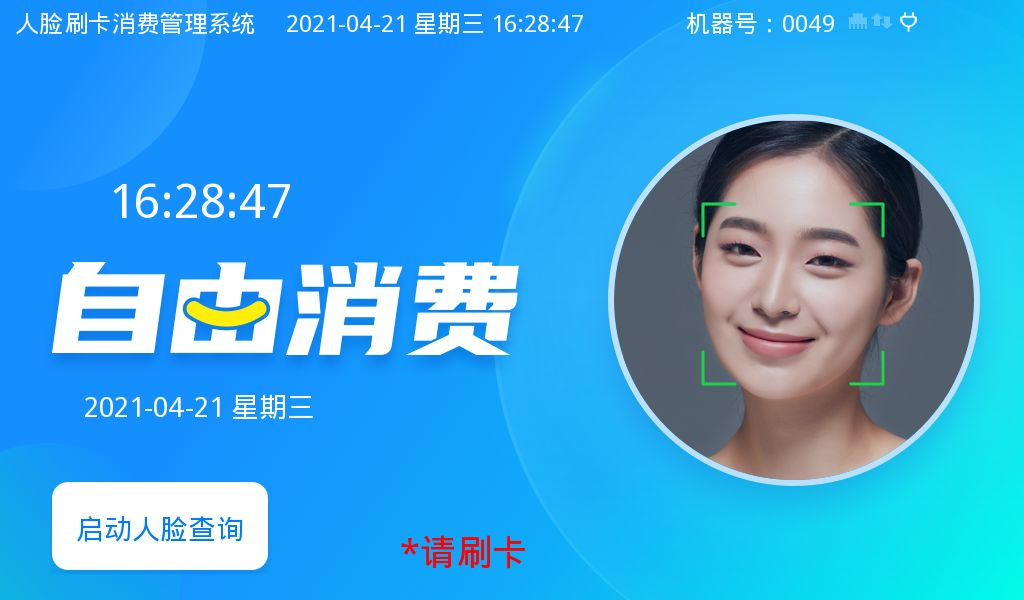 人脸刷卡消费管理系统 2021-04-21 星期三 16:28:47 机器号：0049
16:28:47
自由消费
2021-04-21 星期三
启动人脸查询
*请刷卡